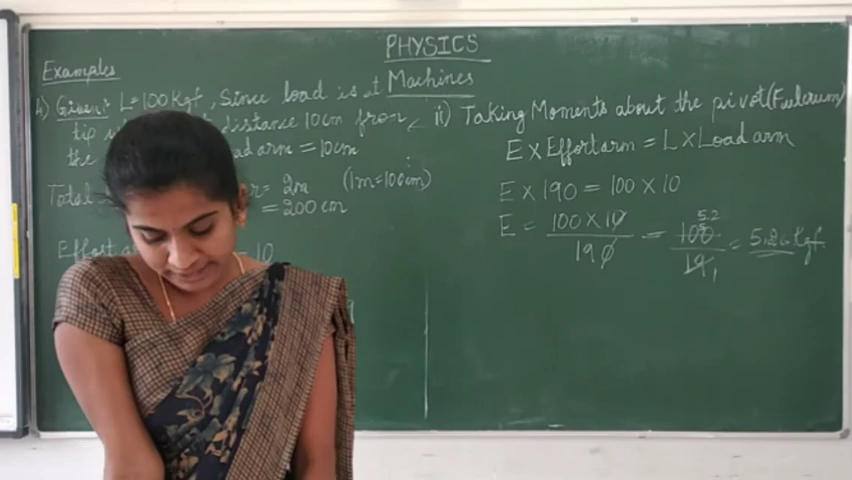 PHYSICS
Machines
Examples
4) Given: L=100Kgf, Since load is at
tip distance 10cm from
the load arm = 10cm
Total = 2m (1m=100cm)
= 200 cm
Effort - 10
ii) Taking Moments about the pivot (Fulcrum)
E x Effort arm = L x Load arm
E x 190 = 100 x 10
E = 100 x 10 / 190 = 100 / 19 = Kgf
5.2
1